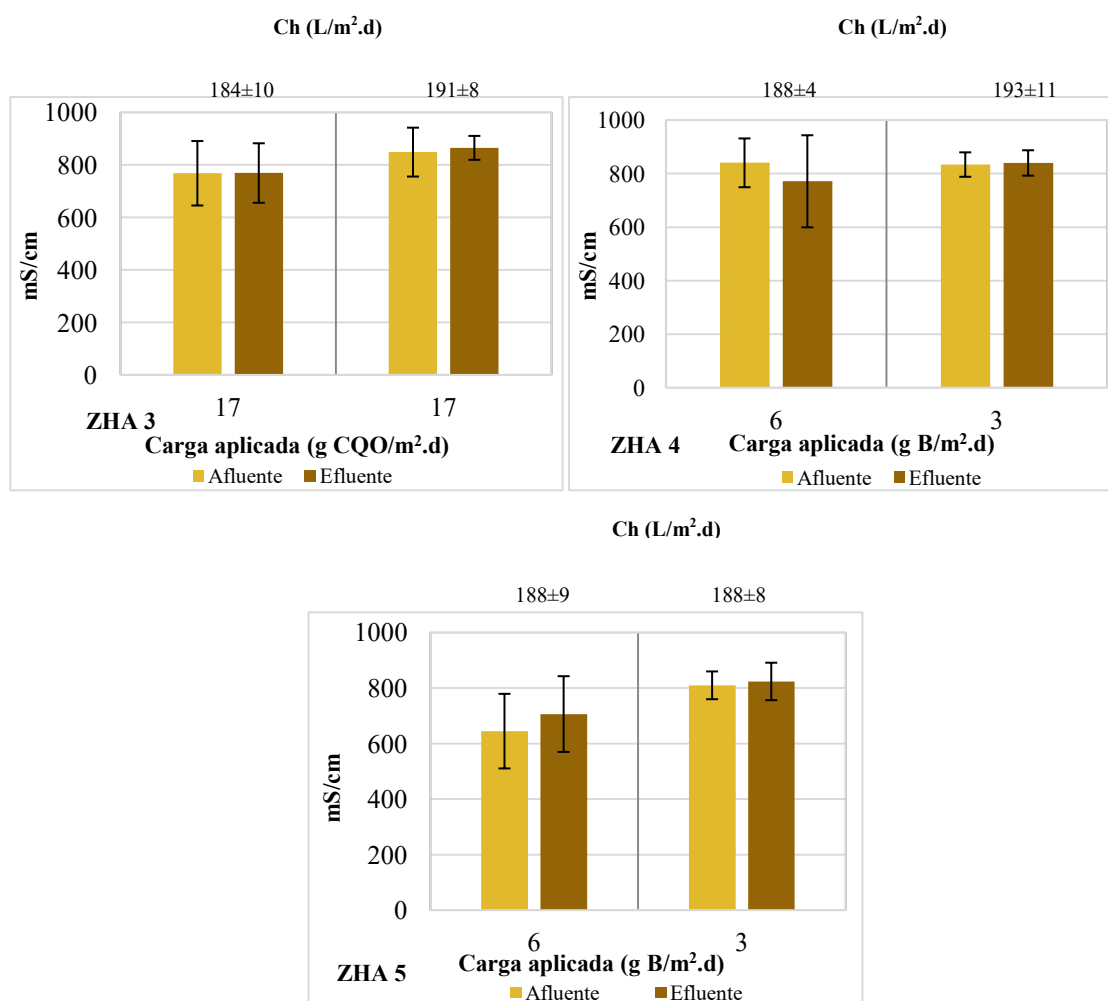 Ch (L/m².d)
184±10 191±8
1000
800
600
400
200
0
mS/cm
17 17
ZHA 3
Carga aplicada (g CQO/m².d)
Afluente Efluente
Ch (L/m².d)
188±4 193±11
1000
800
600
400
200
0
mS/cm
6 3
ZHA 4 Carga aplicada (g B/m².d)
Afluente Efluente
Ch (L/m².d)
188±9 188±8
1000
800
600
400
200
0
mS/cm
6 3
Carga aplicada (g B/m².d)
ZHA 5
Afluente Efluente